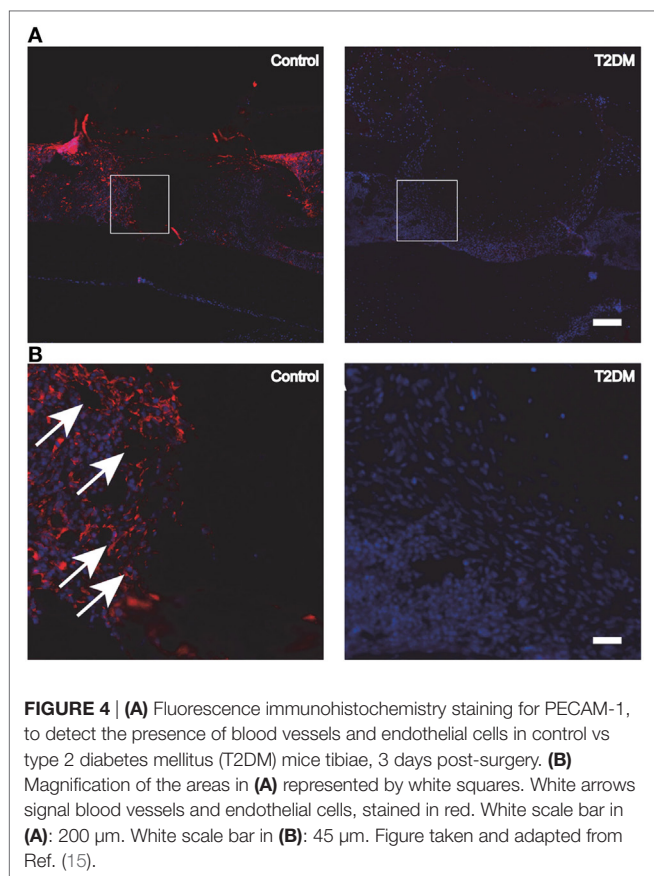 A
Control
T2DM
B
Control
T2DM
FIGURE 4 | (A) Fluorescence immunohistochemistry staining for PECAM-1,
to detect the presence of blood vessels and endothelial cells in control vs
type 2 diabetes mellitus (T2DM) mice tibiae, 3 days post-surgery. (B)
Magnification of the areas in (A) represented by white squares. White arrows
signal blood vessels and endothelial cells, stained in red. White scale bar in
(A): 200 µm. White scale bar in (B): 45 µm. Figure taken and adapted from
Ref. (15).